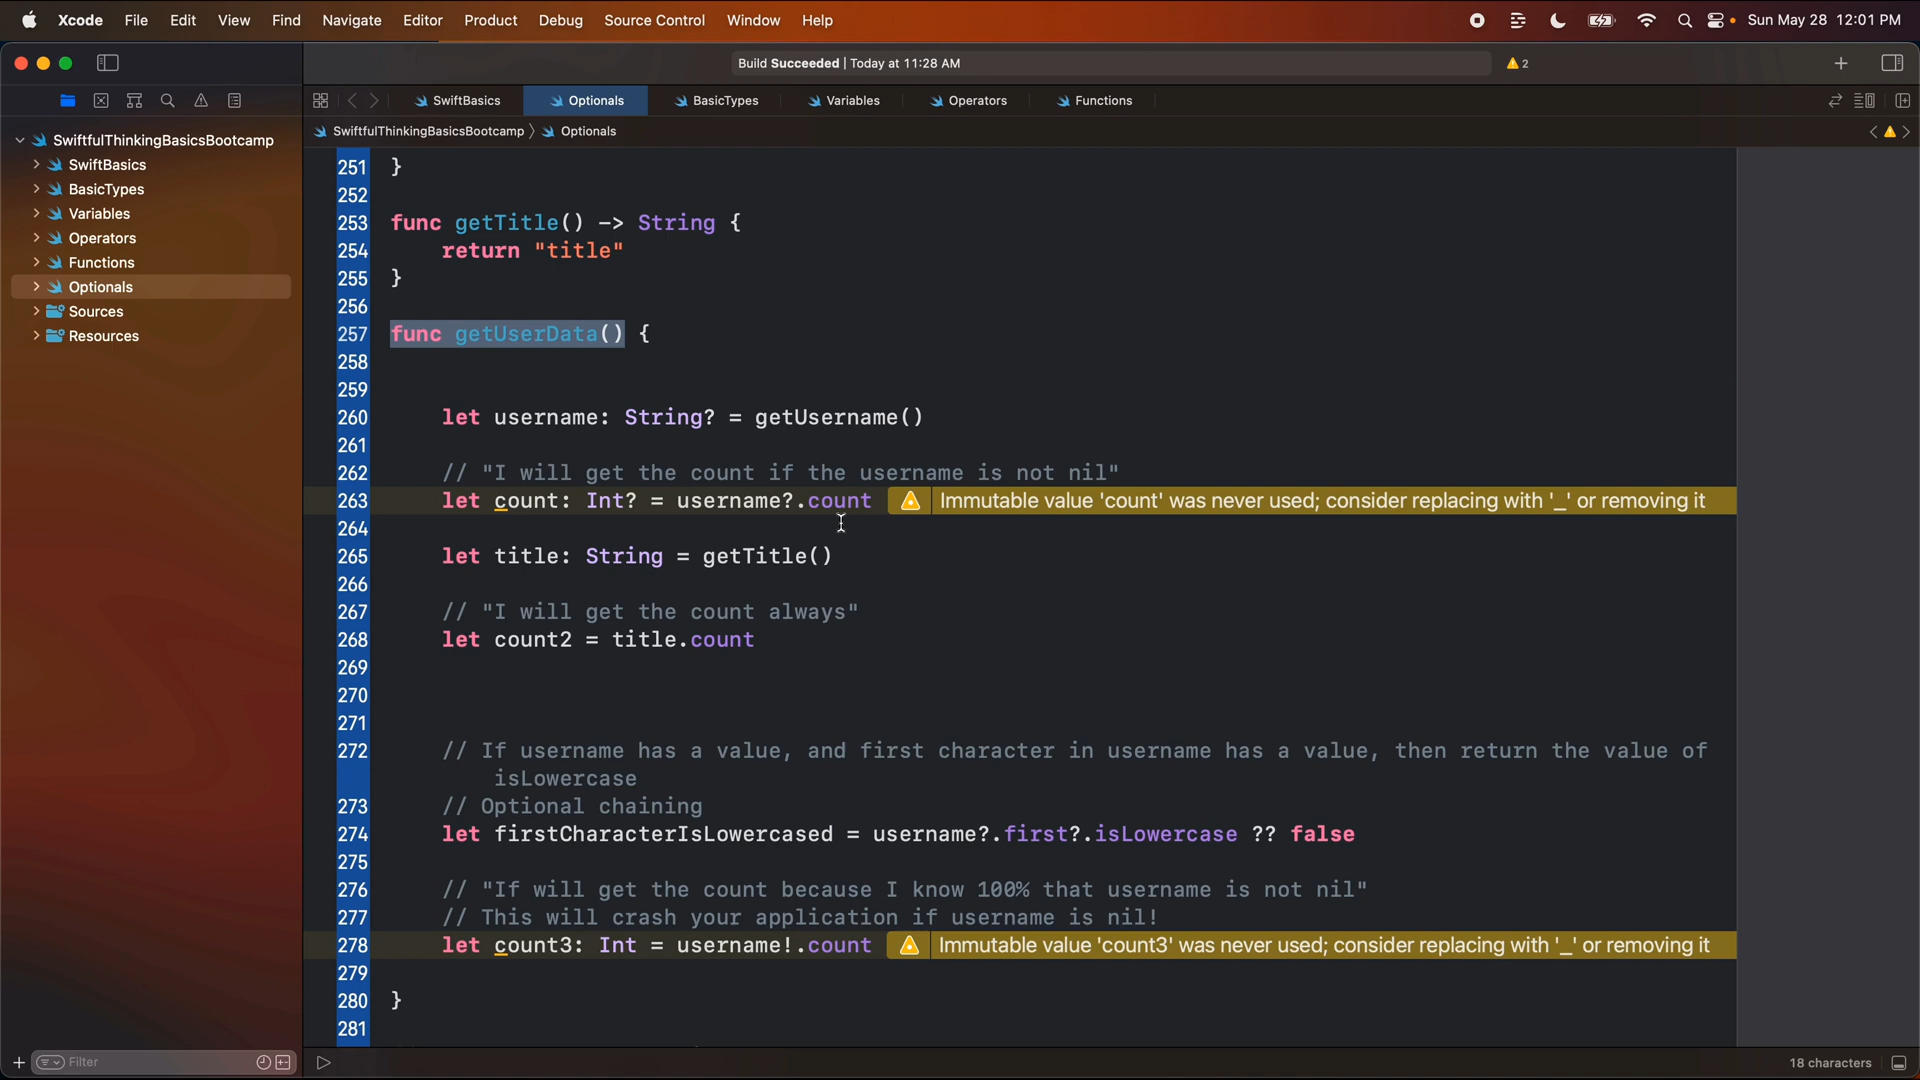 Xcode File Edit View Find Navigate Editor Product Debug Source Control Window Help Sun May 28 12:01 PM
Build Succeeded | Today at 11:28 AM 2
SwiftBasics Optionals BasicTypes Variables Operators Functions
SwiftfulThinkingBasicsBootcamp Optionals
SwiftfulThinkingBasicsBootcamp
SwiftBasics
BasicTypes
Variables
Operators
Functions
Optionals
Sources
Resources
251 }
252
253 func getTitle() -> String {
254 return "title"
255 }
256
257 func getUserData() {
258
259
260 let username: String? = getUsername()
261
262 // "I will get the count if the username is not nil"
263 let count: Int? = username?.count Immutable value 'count' was never used; consider replacing with '_' or removing it
264
265 let title: String = getTitle()
266
267 // "I will get the count always"
268 let count2 = title.count
269
270
271
272 // If username has a value, and first character in username has a value, then return the value of
isLowercase
273 // Optional chaining
274 let firstCharacterIsLowercased = username?.first?.isLowercase ?? false
275
276 // "If will get the count because I know 100% that username is not nil"
277 // This will crash your application if username is nil!
278 let count3: Int = username!.count Immutable value 'count3' was never used; consider replacing with '_' or removing it
279
280 }
281
Filter
18 characters